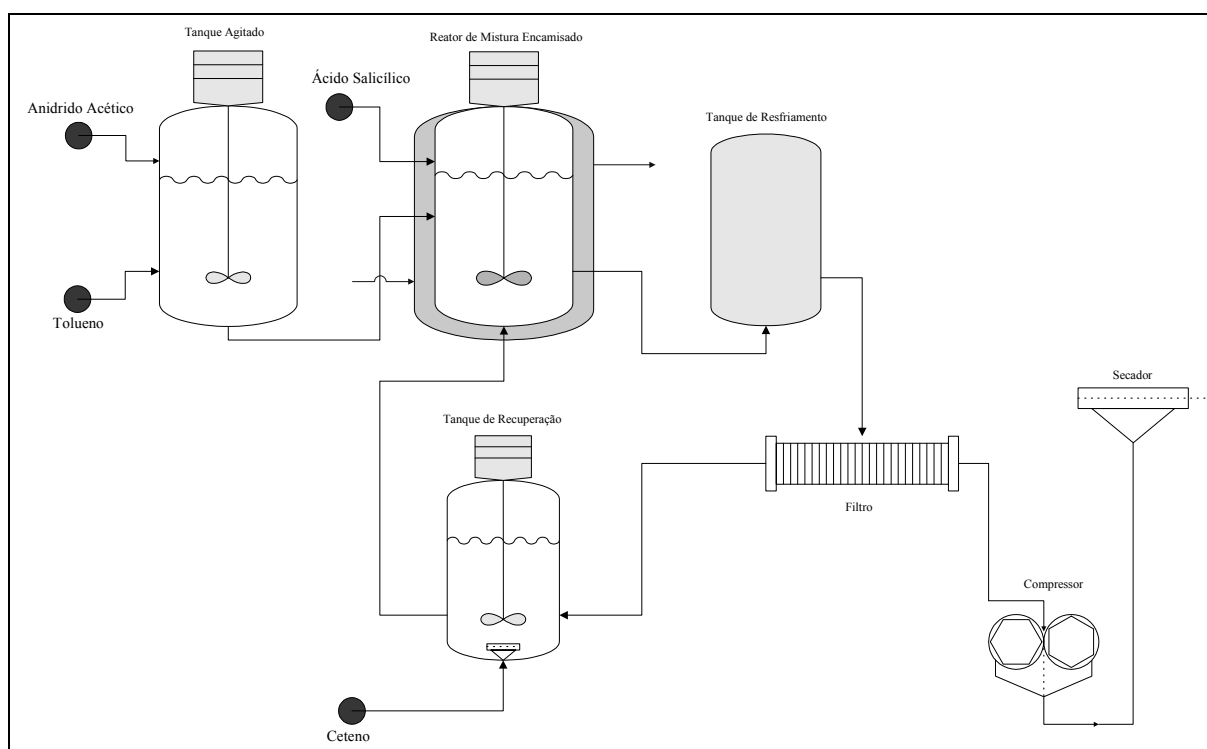 Tanque Agitado
Reator de Mistura Encamisado
Ácido Salicílico
Anidrido Acético
Tanque de Resfriamento
Tolueno
Secador
Tanque de Recuperação
Filtro
Compressor
Ceteno